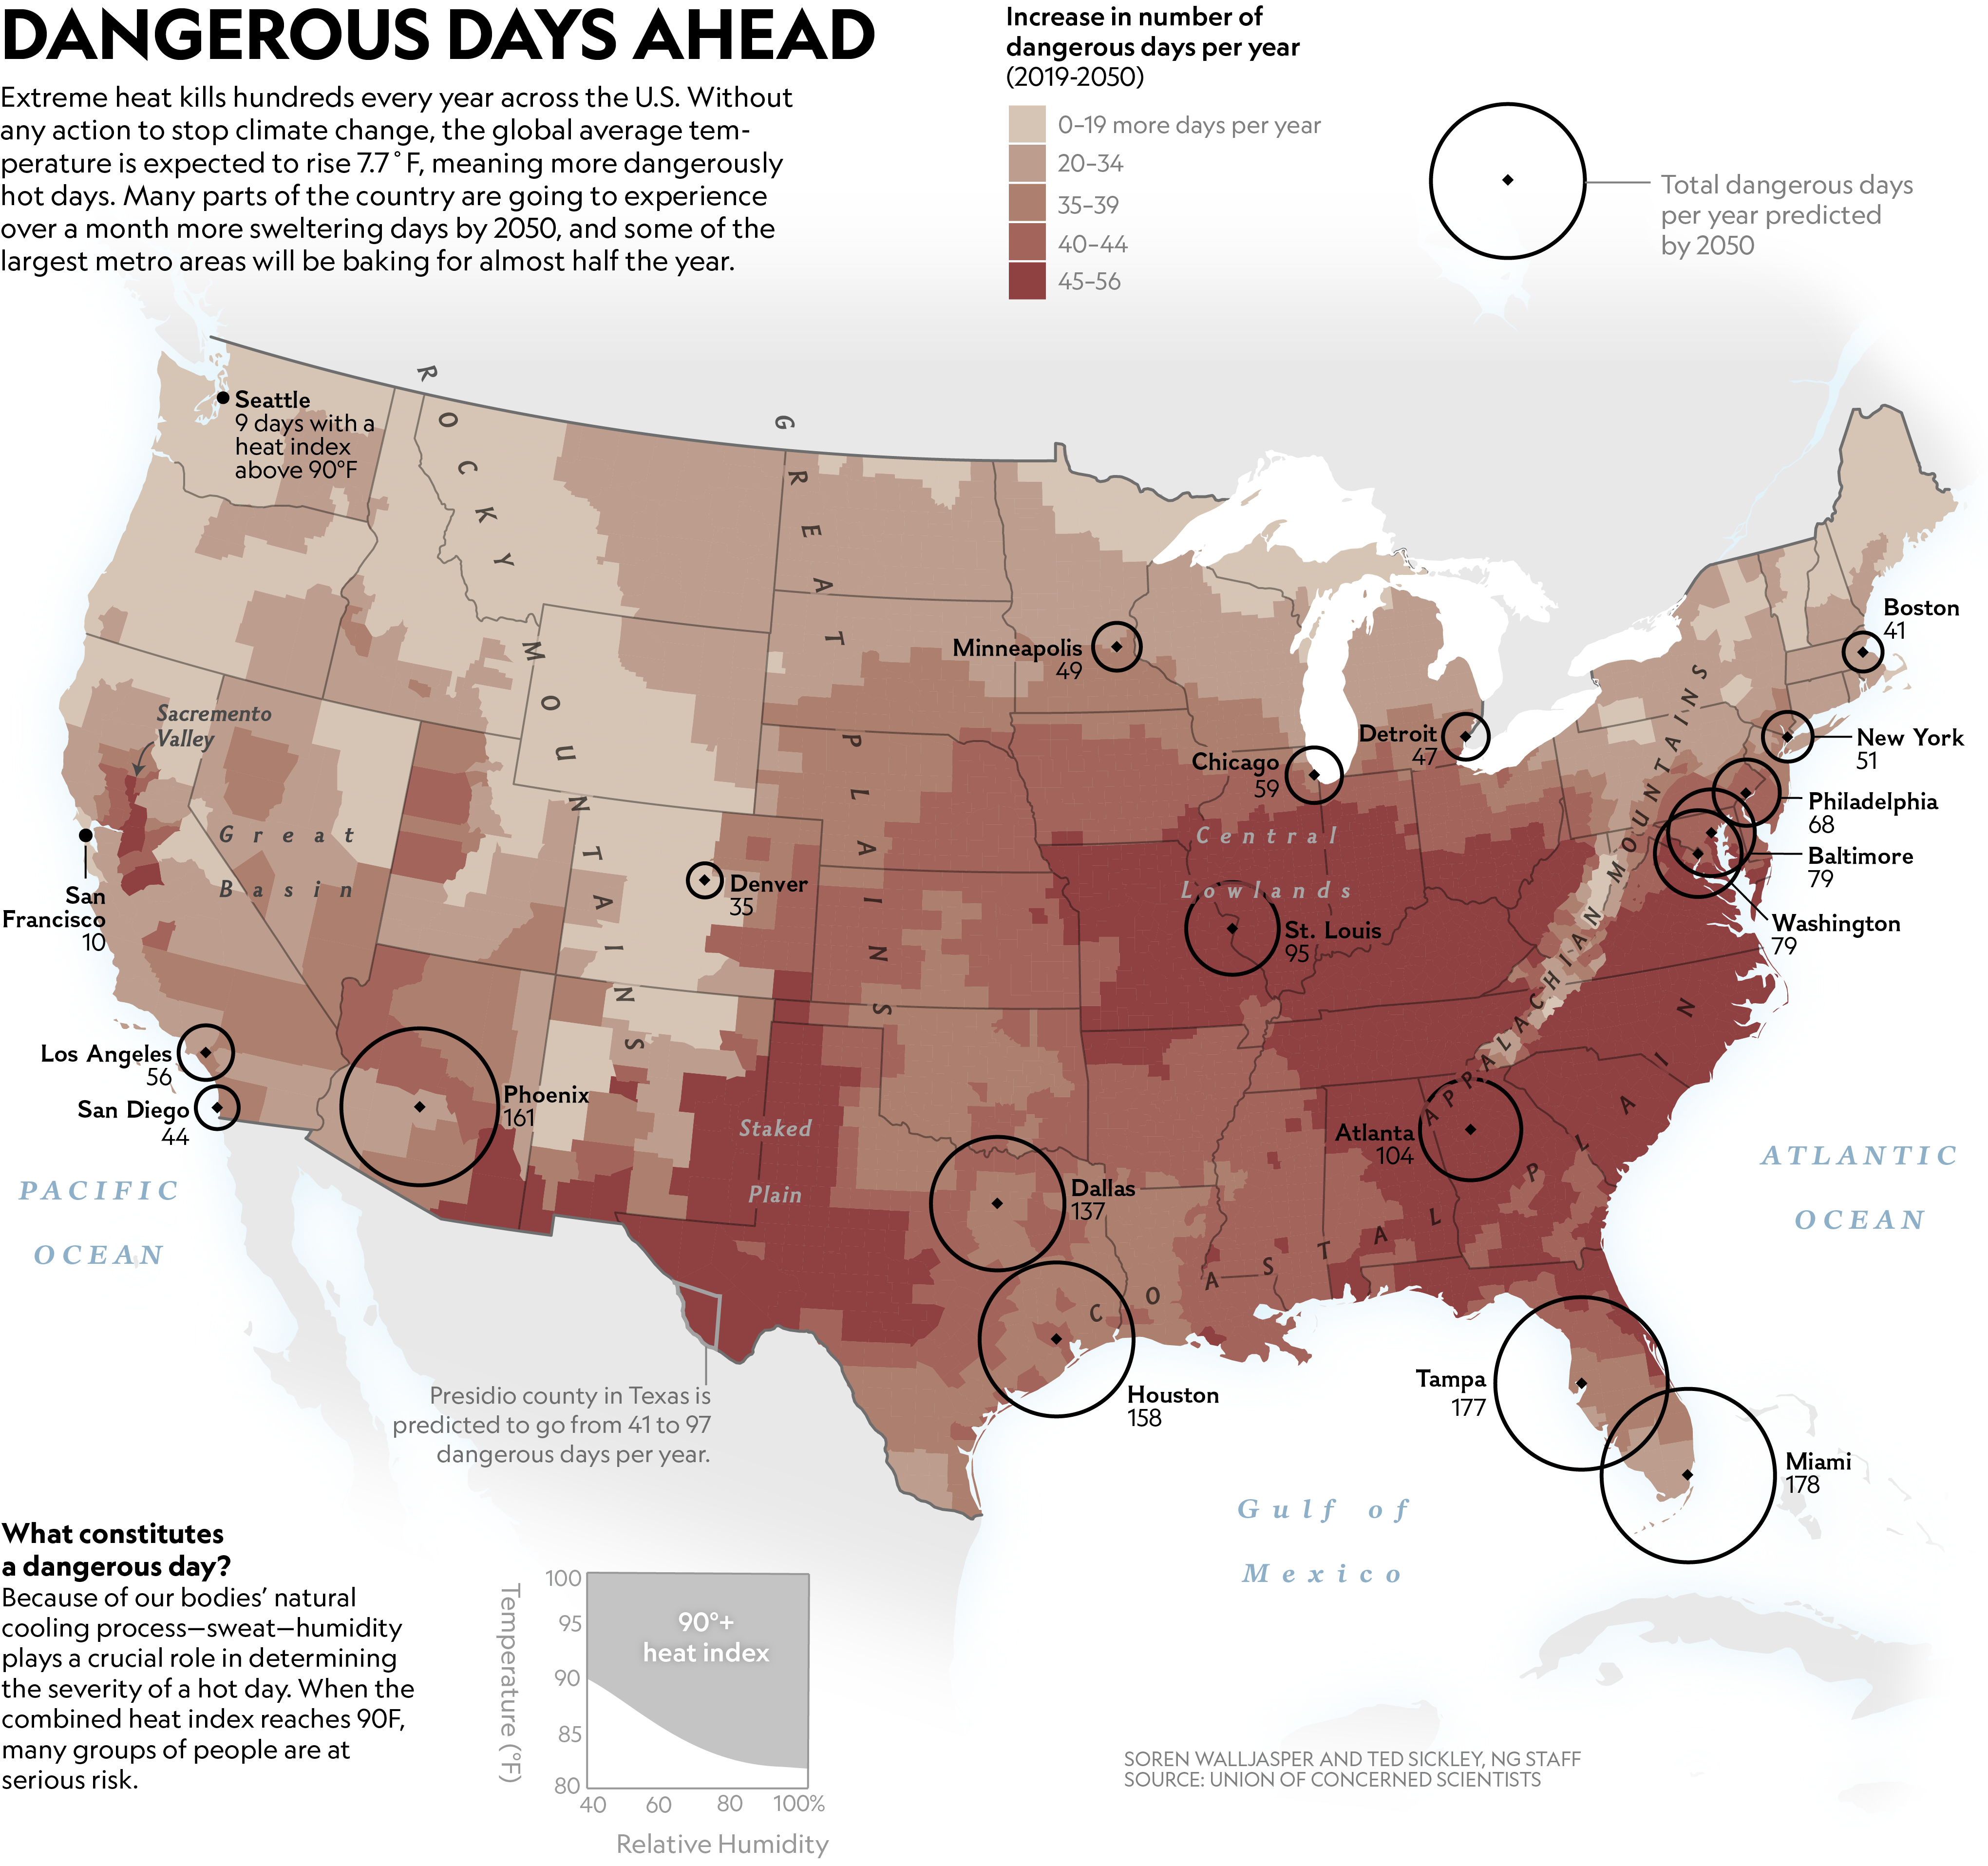 DANGEROUS DAYS AHEAD
Extreme heat kills hundreds every year across the U.S. Without
any action to stop climate change, the global average tem-
perature is expected to rise 7.7˚F, meaning more dangerously
hot days. Many parts of the country are going to experience
over a month more sweltering days by 2050, and some of the
largest metro areas will be baking for almost half the year.
Increase in number of
dangerous days per year
(2019-2050)
0–19 more days per year
20–34
35–39
40–44
45–56
Total dangerous days
per year predicted
by 2050
Seattle
9 days with a
heat index
above 90°F
ROCKY MOUNTAINS
GREAT PLAINS
Minneapolis
49
Boston
41
Sacremento
Valley
Detroit
47
New York
51
Chicago
59
Philadelphia
68
Great
Basin
Central
Lowlands
APPALACHIAN MOUNTAINS
Baltimore
79
Denver
35
San
Francisco
10
St. Louis
95
Washington
79
Los Angeles
56
San Diego
44
Phoenix
161
Staked
Plain
Atlanta
104
Dallas
137
COASTAL PLAIN
PACIFIC
OCEAN
ATLANTIC
OCEAN
Presidio county in Texas is
predicted to go from 41 to 97
dangerous days per year.
Houston
158
Tampa
177
Miami
178
Gulf of
Mexico
What constitutes
a dangerous day?
Because of our bodies’ natural
cooling process—sweat—humidity
plays a crucial role in determining
the severity of a hot day. When the
combined heat index reaches 90F,
many groups of people are at
serious risk.
Temperature (°F)
100
95
90
85
80
90°+
heat index
40 60 80 100%
Relative Humidity
SOREN WALLJASPER AND TED SICKLEY, NG STAFF
SOURCE: UNION OF CONCERNED SCIENTISTS